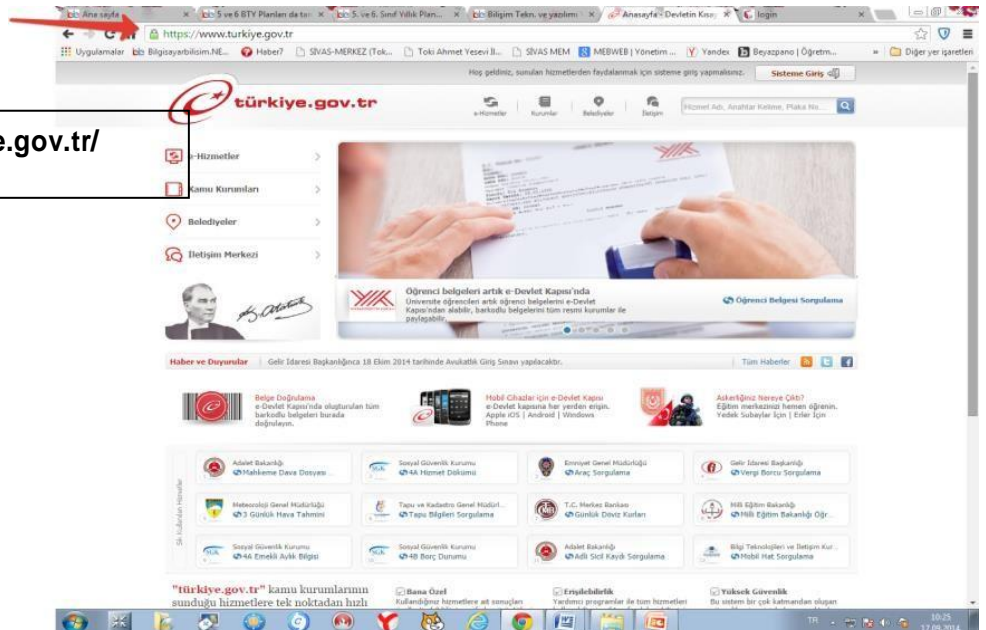 Ana sayfa
5 ve 6 BTY Planları da ta
5. ve 6. Sınıf Yıllık Plan...
Bilişim Tekn. ve yazılımı
Anasayfa - Devletin Kısa
login
https://www.turkiye.gov.tr
Uygulamalar
Bilgisayarbilisim.NE...
Haber7
SİVAS-MERKEZ (Tok...
Toki Ahmet Yesevi İl...
SİVAS MEM
MEBWEB | Yönetim ...
Yandex
Beyazpano | Öğretm...
»
Diğer yer işaretleri
Hoş geldiniz, sunulan hizmetlerden faydalanmak için sisteme giriş yapmalısınız.
Sisteme Giriş
türkiye.gov.tr
e-Hizmetler
Kurumlar
Belediyeler
İletişim
Hizmet Adı, Anahtar Kelime, Plaka No...
e.gov.tr/
e-Hizmetler
Kamu Kurumları
Belediyeler
İletişim Merkezi
K. Atatürk
Öğrenci belgeleri artık e-Devlet Kapısı'nda
Üniversite öğrencileri artık öğrenci belgelerini e-Devlet
Kapısı'ndan alabilir, barkodlu belgelerini tüm resmi kurumlar ile
paylaşabilir.
Öğrenci Belgesi Sorgulama
Haber ve Duyurular
Gelir İdaresi Başkanlığınca 18 Ekim 2014 tarihinde Avukatlık Giriş Sınavı yapılacaktır.
Tüm Haberler
Belge Doğrulama
e-Devlet Kapısı'nda oluşturulan tüm
barkodlu belgeleri burada
doğrulayın.
Mobil Cihazlar için e-Devlet Kapısı
e-Devlet kapısına her yerden erişin.
Apple iOS | Android | Windows
Phone
Askerliğiniz Nereye Çıktı?
Eğitim merkezinizi hemen öğrenin.
Yedek Subaylar İçin | Erler İçin
Sık Kullanılan Hizmetler
Adalet Bakanlığı
Mahkeme Dava Dosyası ...
Sosyal Güvenlik Kurumu
4A Hizmet Dökümü
Emniyet Genel Müdürlüğü
Araç Sorgulama
Gelir İdaresi Başkanlığı
Vergi Borcu Sorgulama
Meteoroloji Genel Müdürlüğü
3 Günlük Hava Tahmini
Tapu ve Kadastro Genel Müdürl...
Tapu Bilgileri Sorgulama
T.C. Merkez Bankası
Günlük Döviz Kurları
Milli Eğitim Bakanlığı
Milli Eğitim Bakanlığı Öğr...
Sosyal Güvenlik Kurumu
4A Emekli Aylık Bilgisi
Sosyal Güvenlik Kurumu
4B Borç Durumu
Adalet Bakanlığı
Adli Sicil Kaydı Sorgulama
Bilgi Teknolojileri ve İletişim Kur...
Mobil Hat Sorgulama
"türkiye.gov.tr" kamu kurumlarının
sunduğu hizmetlere tek noktadan hızlı
Bana Özel
Kullandığınız hizmetlere ait sonuçları
Erişilebilirlik
Yardımcı programlar ile tüm hizmetleri
Yüksek Güvenlik
Bu sistem bir çok katmandan oluşan
TR
10:25
17.09.2014